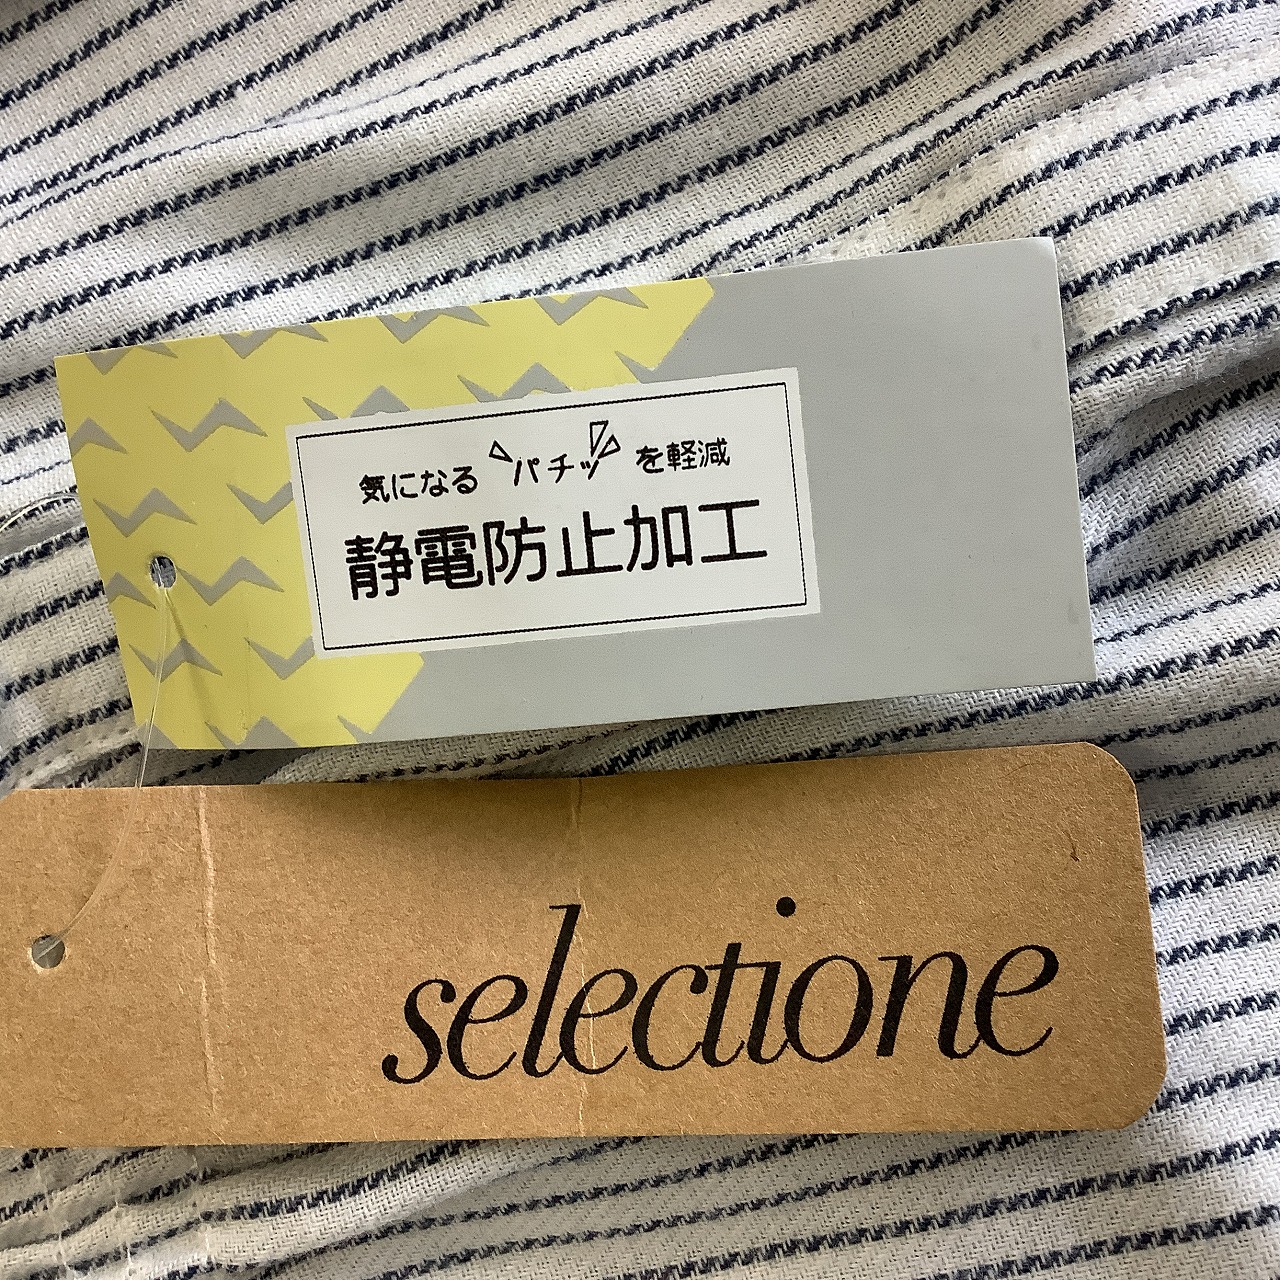 気になるパチッを軽減
静電防止加工
selectione